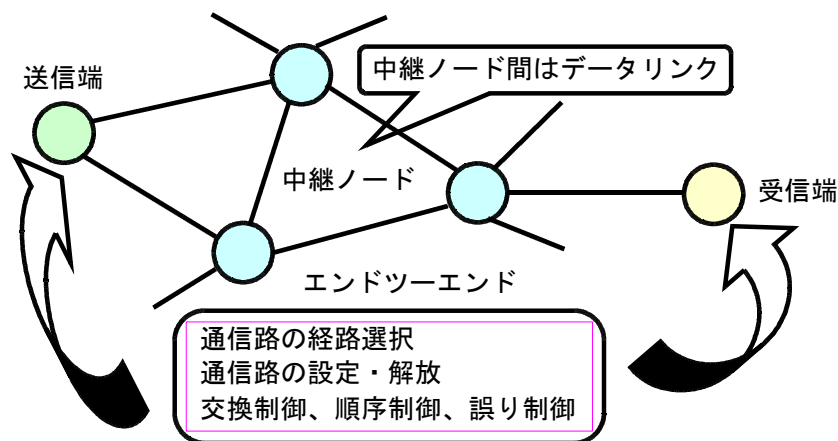 中継ノード間はデータリンク
送信端
中継ノード
受信端
エンドツーエンド
通信路の経路選択
通信路の設定・解放
交換制御、順序制御、誤り制御